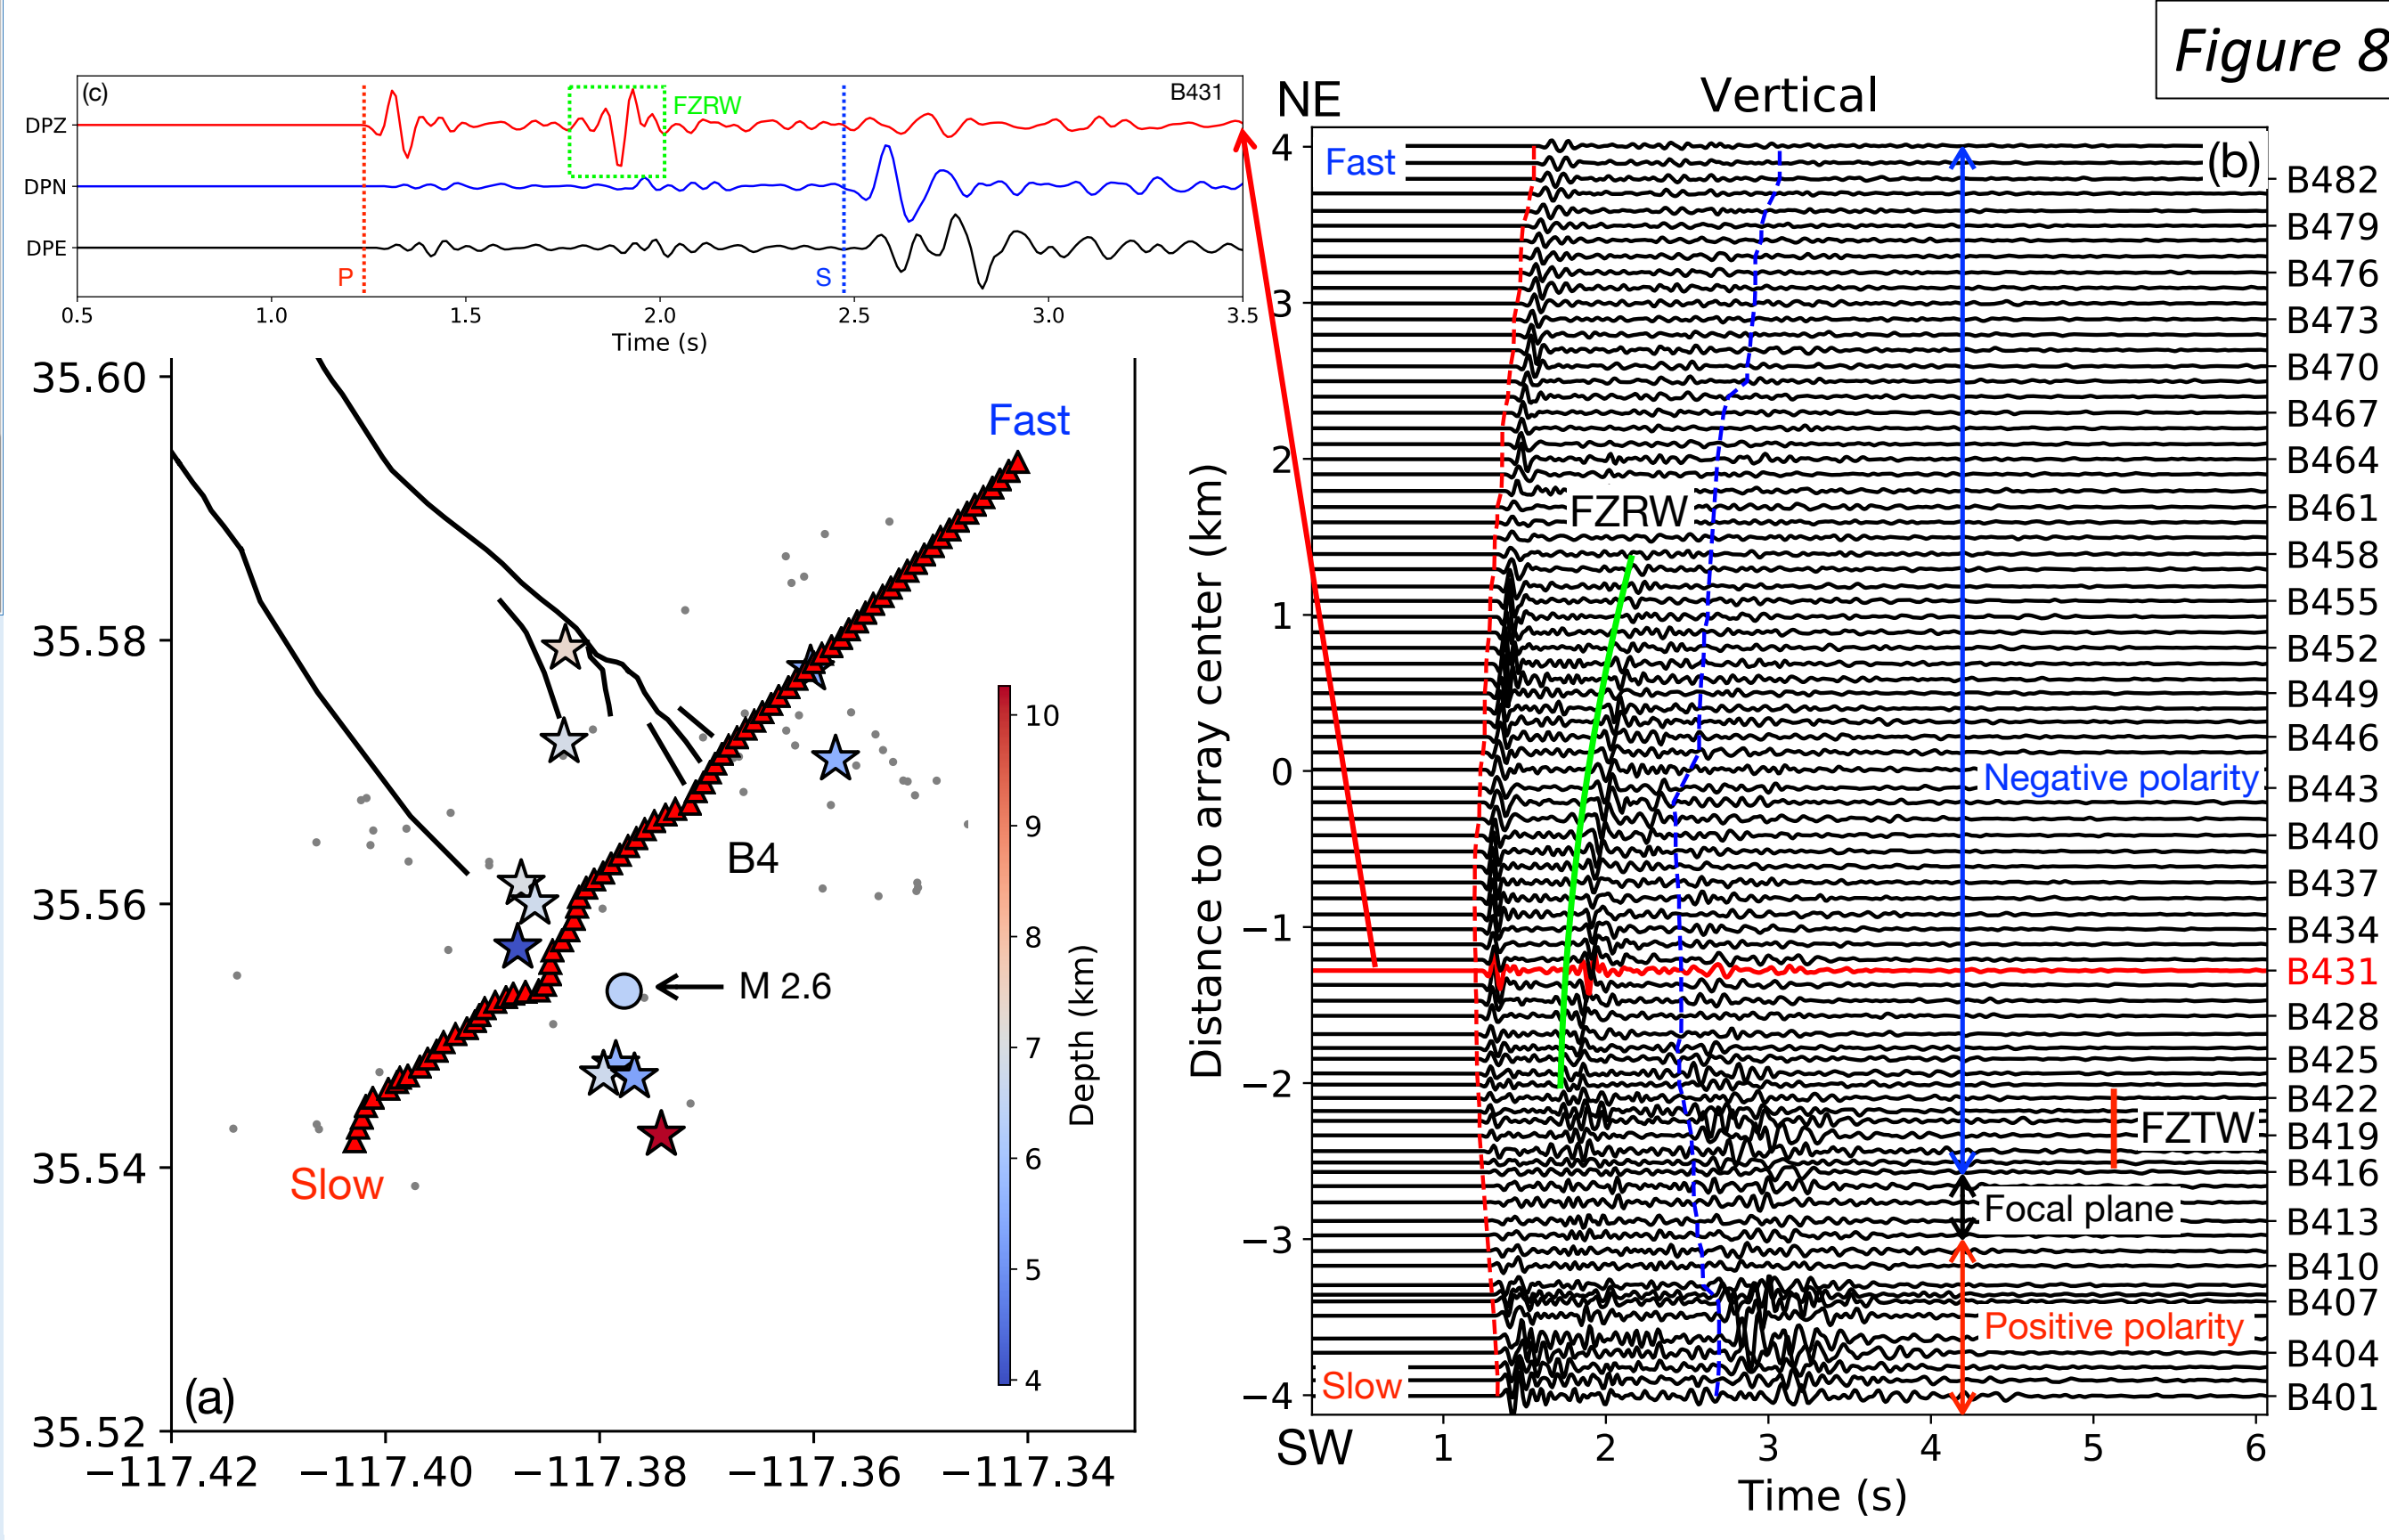 Figure 8
(c)
B431
FZRW
DPZ
DPN
DPE
P
S
0.5 1.0 1.5 2.0 2.5 3.0 3.5
Time (s)
35.60
35.58
35.56
35.54
35.52
Fast
B4
M 2.6
Slow
(a)
10
9
8
7
6
5
4
Depth (km)
−117.42 −117.40 −117.38 −117.36 −117.34
NE
Vertical
Fast
(b)
4
3
2
1
0
−1
−2
−3
−4
Distance to array center (km)
FZRW
Negative polarity
FZTW
Focal plane
Positive polarity
Slow
B482
B479
B476
B473
B470
B467
B464
B461
B458
B455
B452
B449
B446
B443
B440
B437
B434
B431
B428
B425
B422
B419
B416
B413
B410
B407
B404
B401
SW
1 2 3 4 5 6
Time (s)